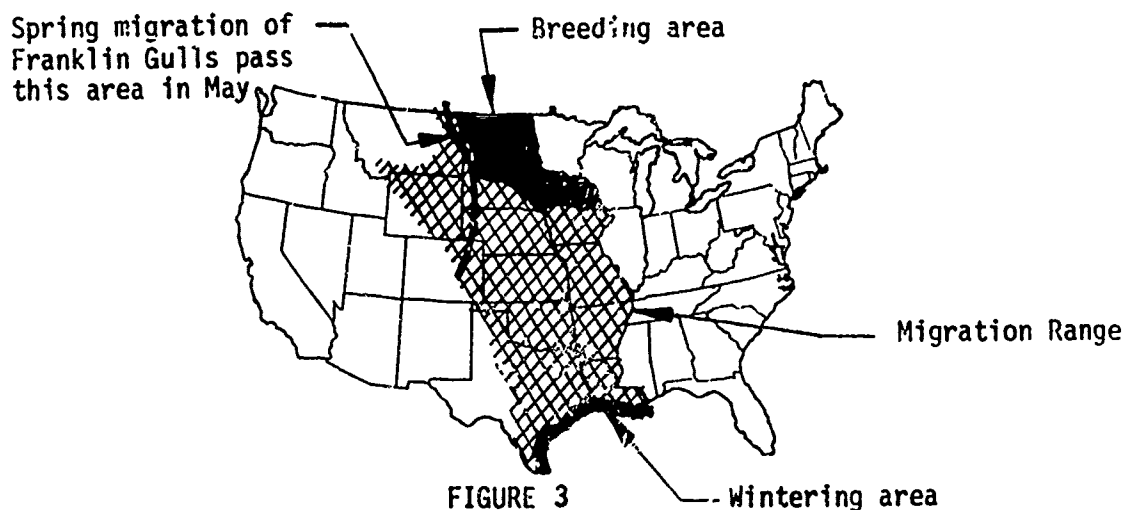 Spring migration of
Franklin Gulls pass
this area in May
Breeding area
Migration Range
Wintering area
FIGURE 3